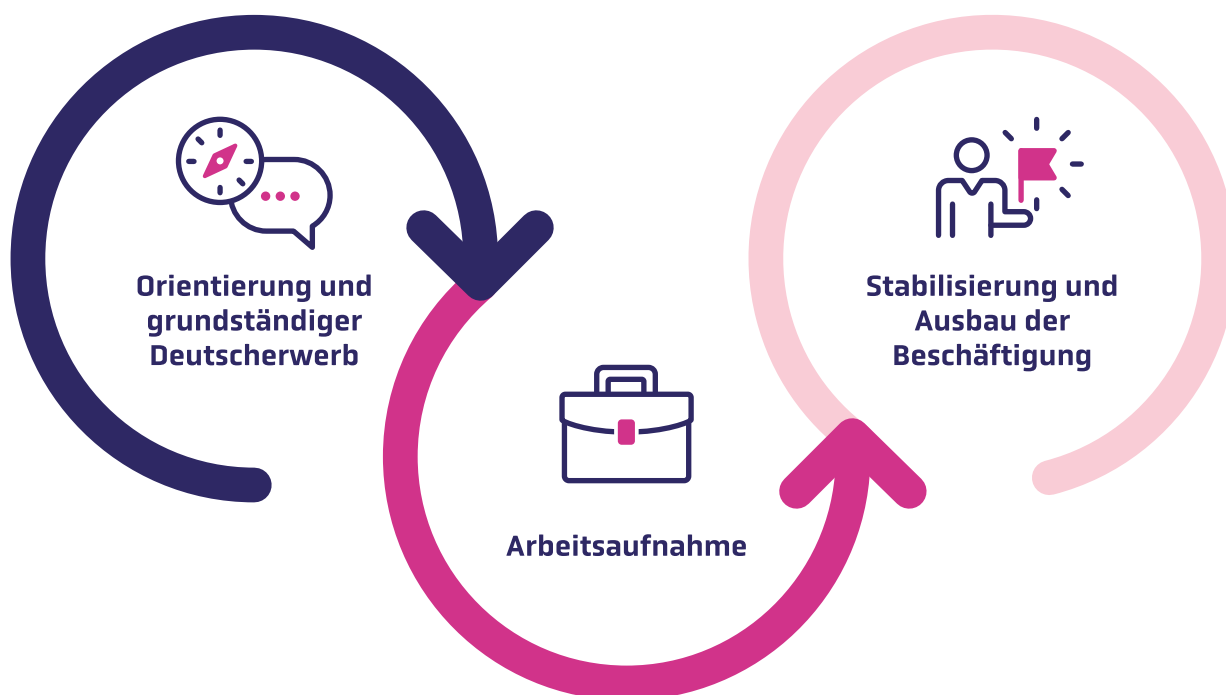 Orientierung und
grundständiger
Deutscherwerb
Arbeitsaufnahme
Stabilisierung und
Ausbau der
Beschäftigung